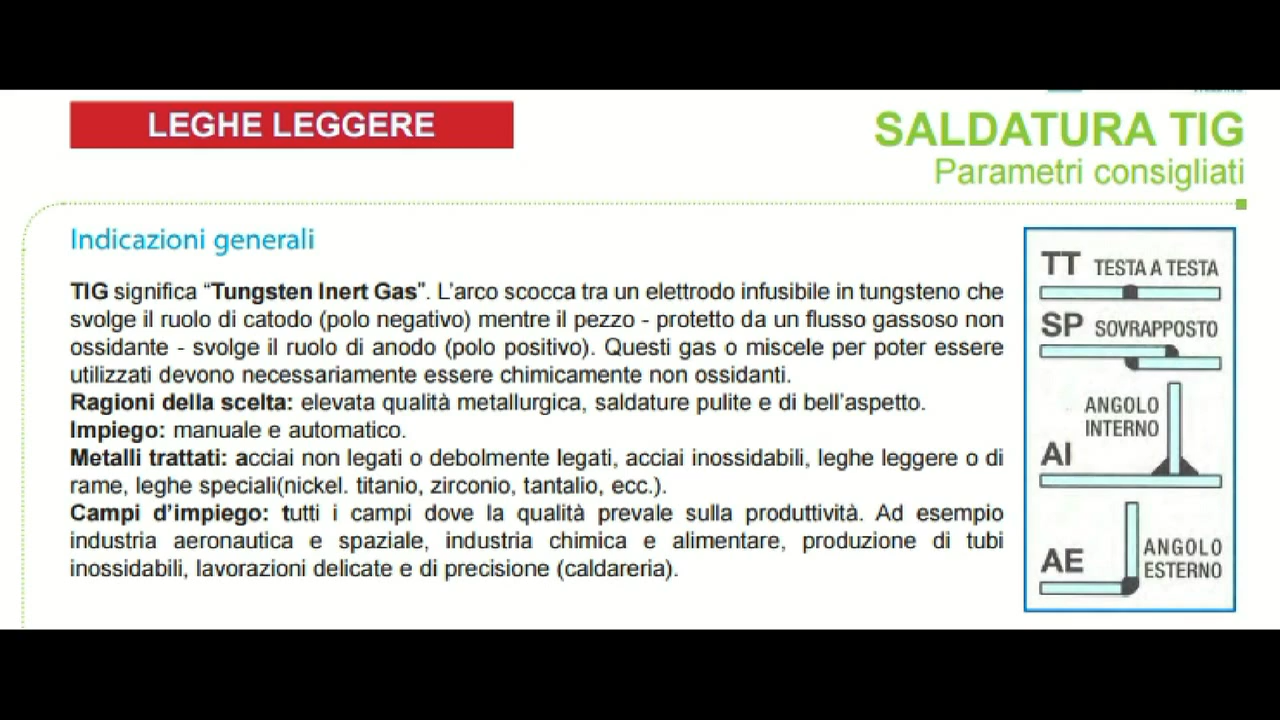 LEGHE LEGGERE
SALDATURA TIG
Parametri consigliati
Indicazioni generali
TIG significa “Tungsten Inert Gas”. L’arco scocca tra un elettrodo infusibile in tungsteno che
svolge il ruolo di catodo (polo negativo) mentre il pezzo - protetto da un flusso gassoso non
ossidante - svolge il ruolo di anodo (polo positivo). Questi gas o miscele per poter essere
utilizzati devono necessariamente essere chimicamente non ossidanti.
Ragioni della scelta: elevata qualità metallurgica, saldature pulite e di bell’aspetto.
Impiego: manuale e automatico.
Metalli trattati: acciai non legati o debolmente legati, acciai inossidabili, leghe leggere o di
rame, leghe speciali(nickel. titanio, zirconio, tantalio, ecc.).
Campi d’impiego: tutti i campi dove la qualità prevale sulla produttività. Ad esempio
industria aeronautica e spaziale, industria chimica e alimentare, produzione di tubi
inossidabili, lavorazioni delicate e di precisione (caldareria).
TT TESTA A TESTA
SP SOVRAPPOSTO
ANGOLO
INTERNO
AI
AE
ANGOLO
ESTERNO